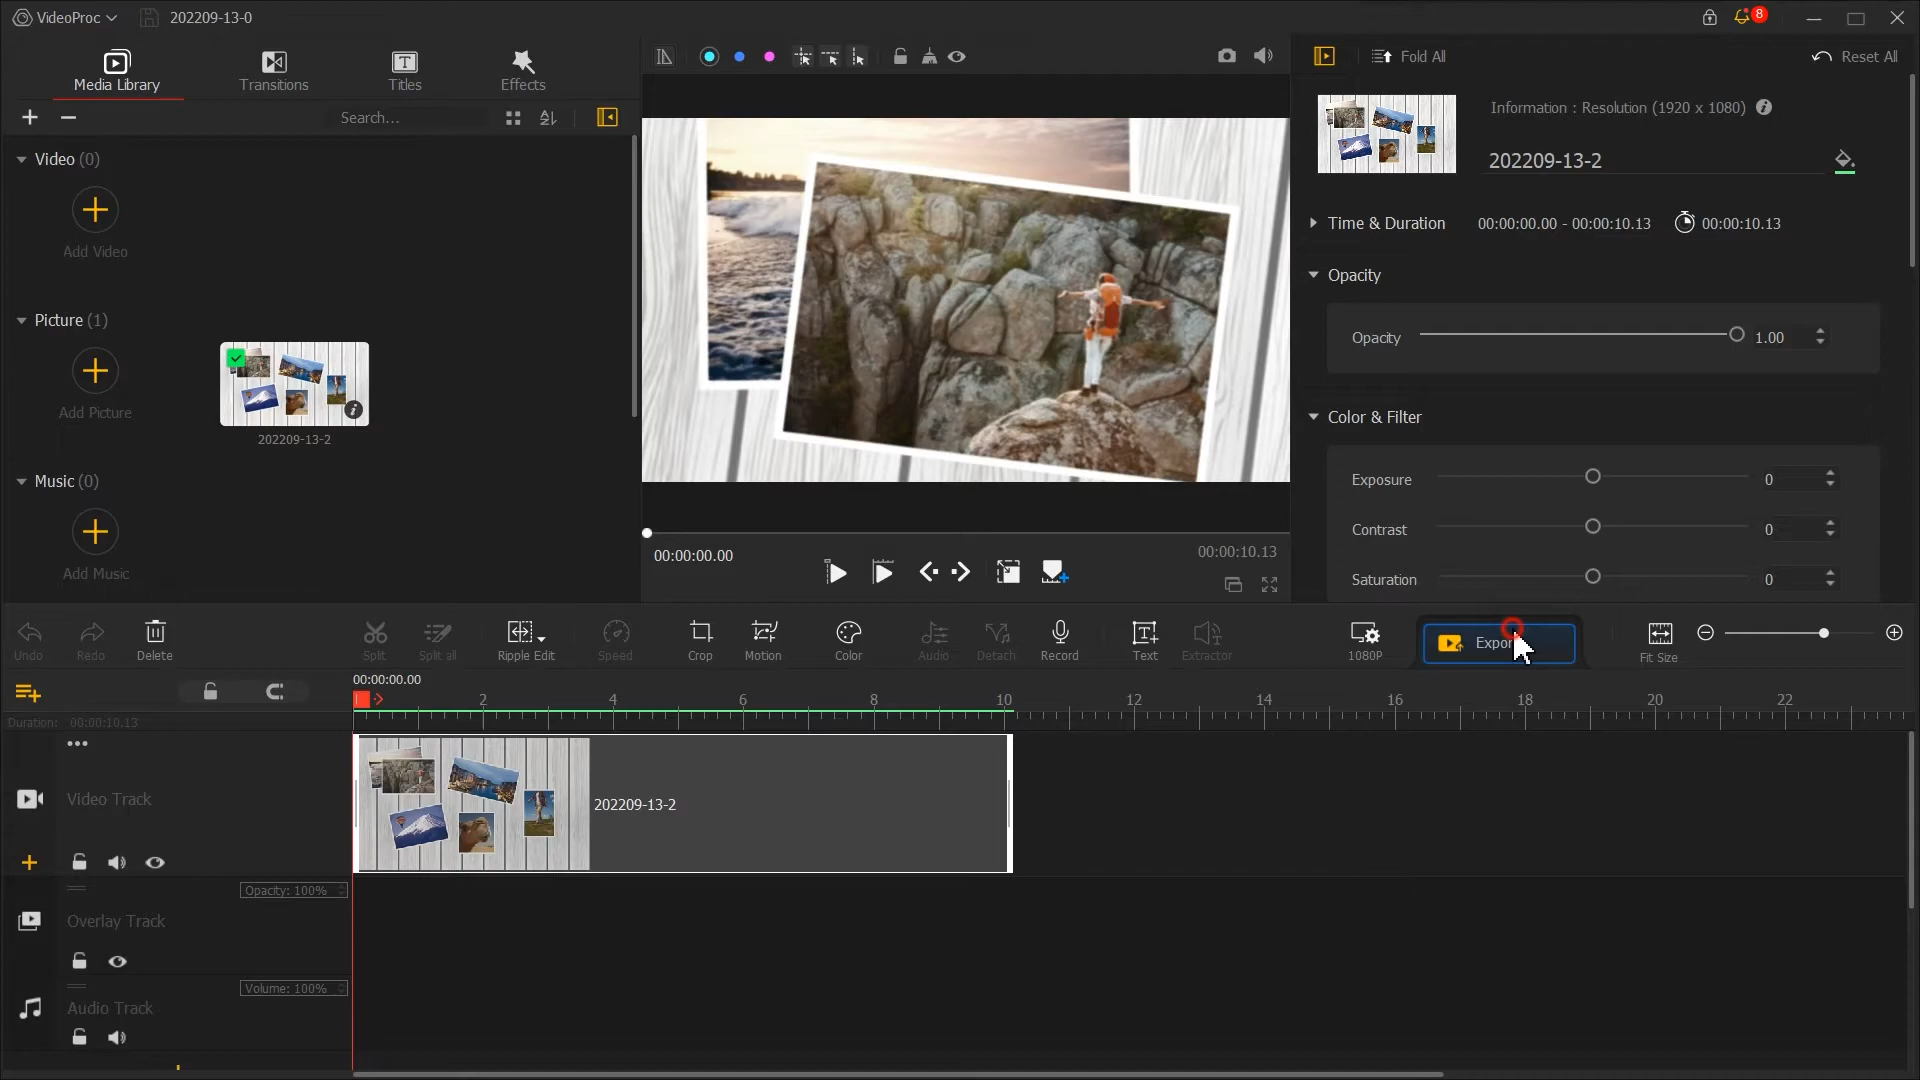 VideoProc
202209-13-0
8
Media Library
Transitions
Titles
Effects
Search...
Video (0)
Add Video
Picture (1)
Add Picture
202209-13-2
Music (0)
Add Music
00:00:00.00
00:00:10.13
Fold All
Reset All
Information : Resolution (1920 x 1080)
202209-13-2
Time & Duration
00:00:00.00 - 00:00:10.13
00:00:10.13
Opacity
Opacity
1.00
Color & Filter
Exposure
0
Contrast
0
Saturation
0
Undo
Redo
Delete
Split
Split all
Ripple Edit
Speed
Crop
Motion
Color
Audio
Detach
Record
Text
Extractor
1080P
Fit Size
00:00:00.00
2 4 6 8 10 12 14 16 18 20 22
Duration: 00:00:10.13
Video Track
202209-13-2
Opacity: 100%
Overlay Track
Volume: 100%
Audio Track